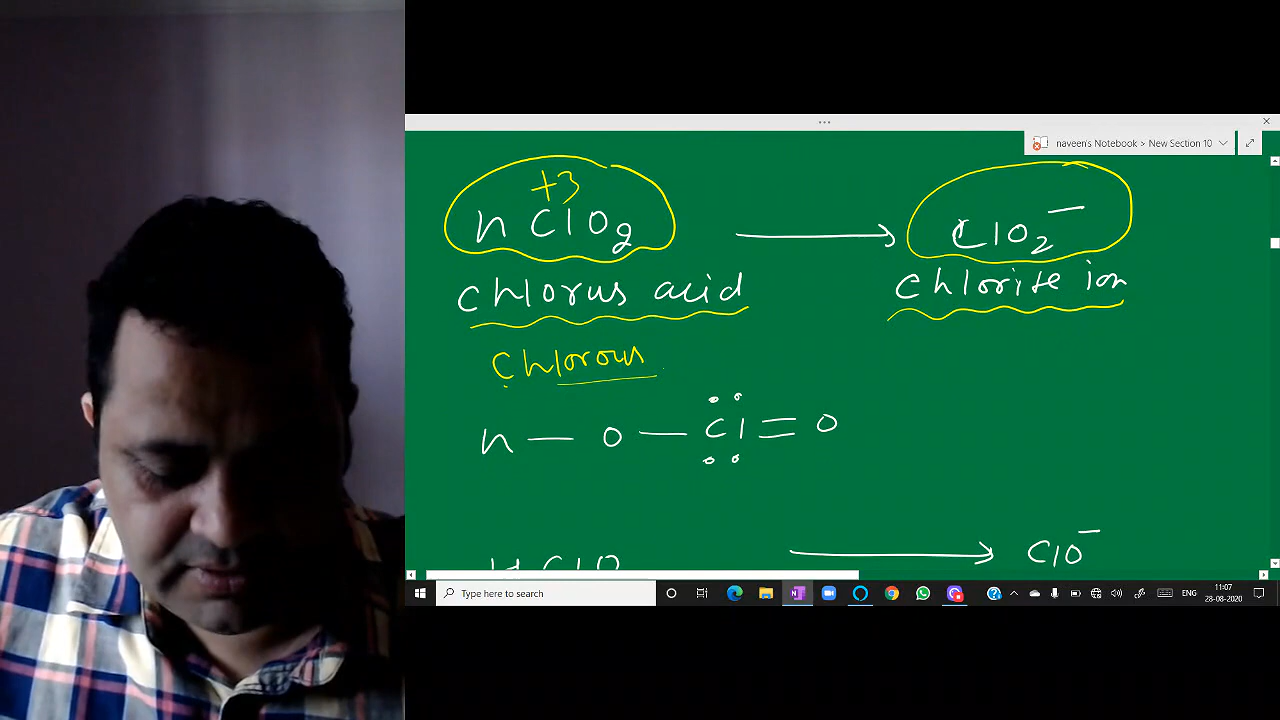 naveen's Notebook > New Section 10
+3
HClO2 → ClO2⁻
chlorus acid chlorite ion
Chlorous
H — O — Cl = O
HClO → ClO⁻
Type here to search
ENG
11:07
28-08-2020